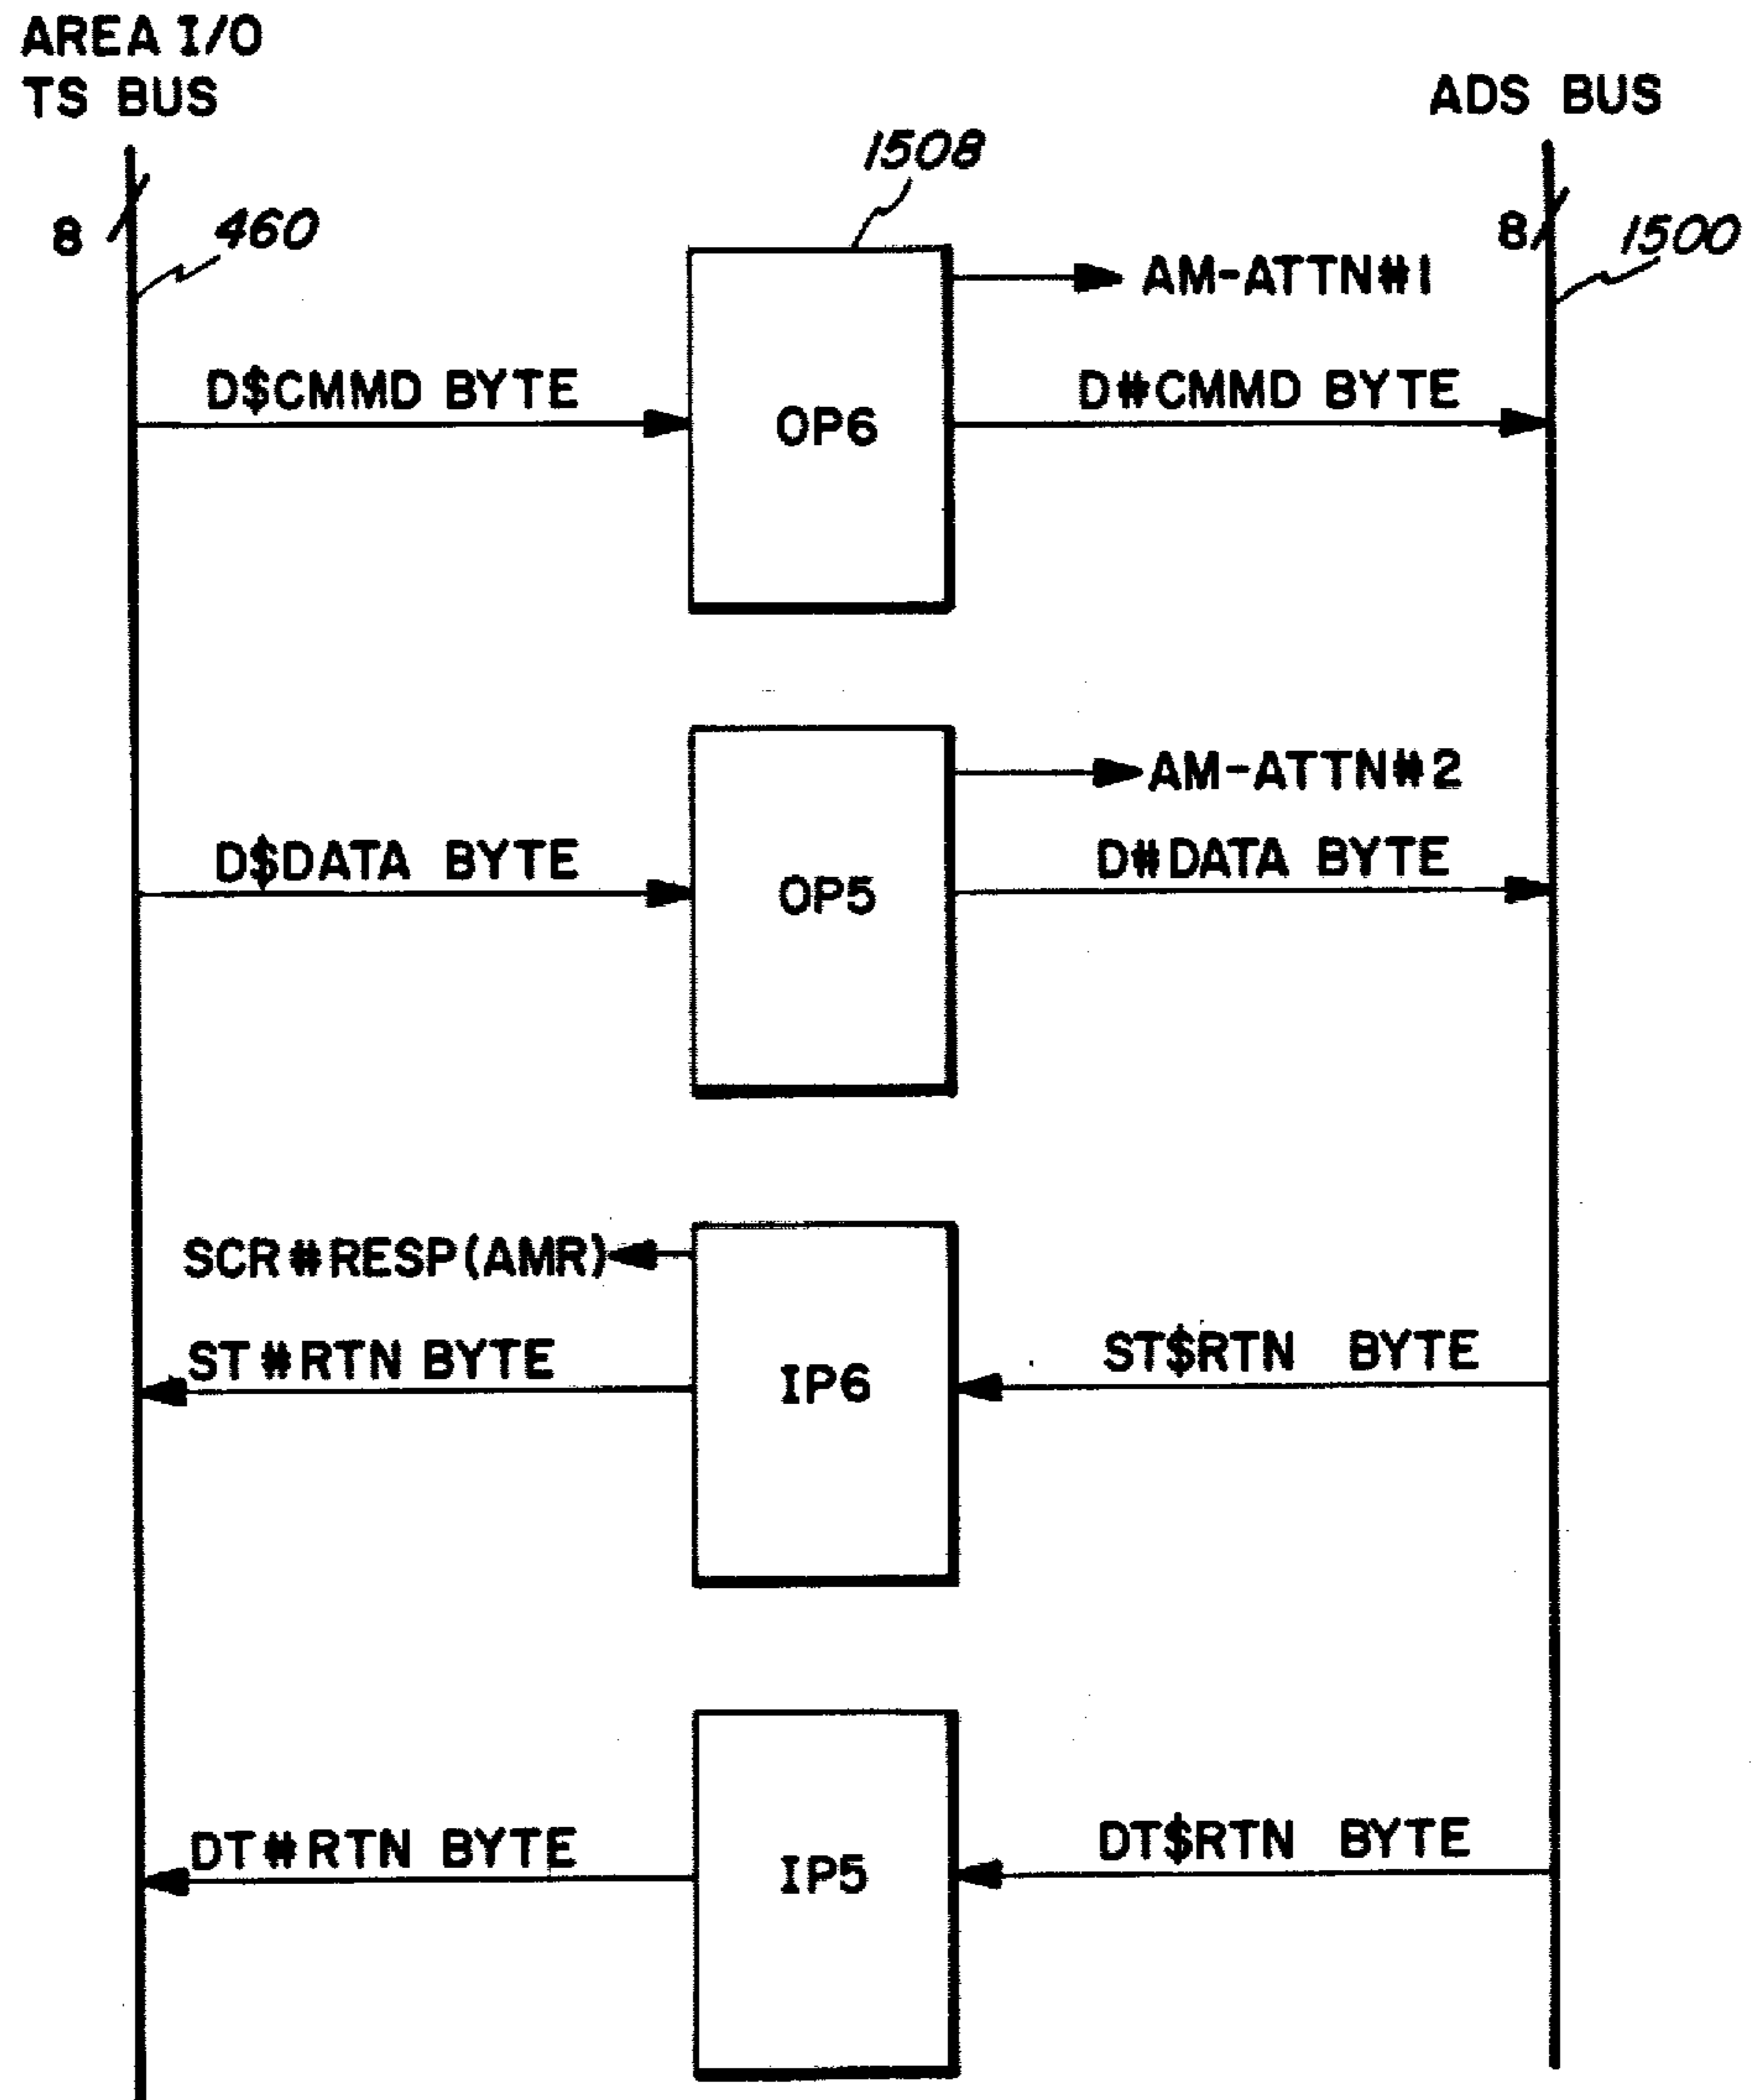 AREA I/O
TS BUS
ADS BUS
1508
8
460
8
1500
AM-ATTN#1
D$CMMD BYTE
OP6
D#CMMD BYTE
AM-ATTN#2
D$DATA BYTE
OP5
D#DATA BYTE
SCR#RESP(AMR)
ST#RTN BYTE
IP6
ST$RTN BYTE
DT#RTN BYTE
IP5
DT$RTN BYTE